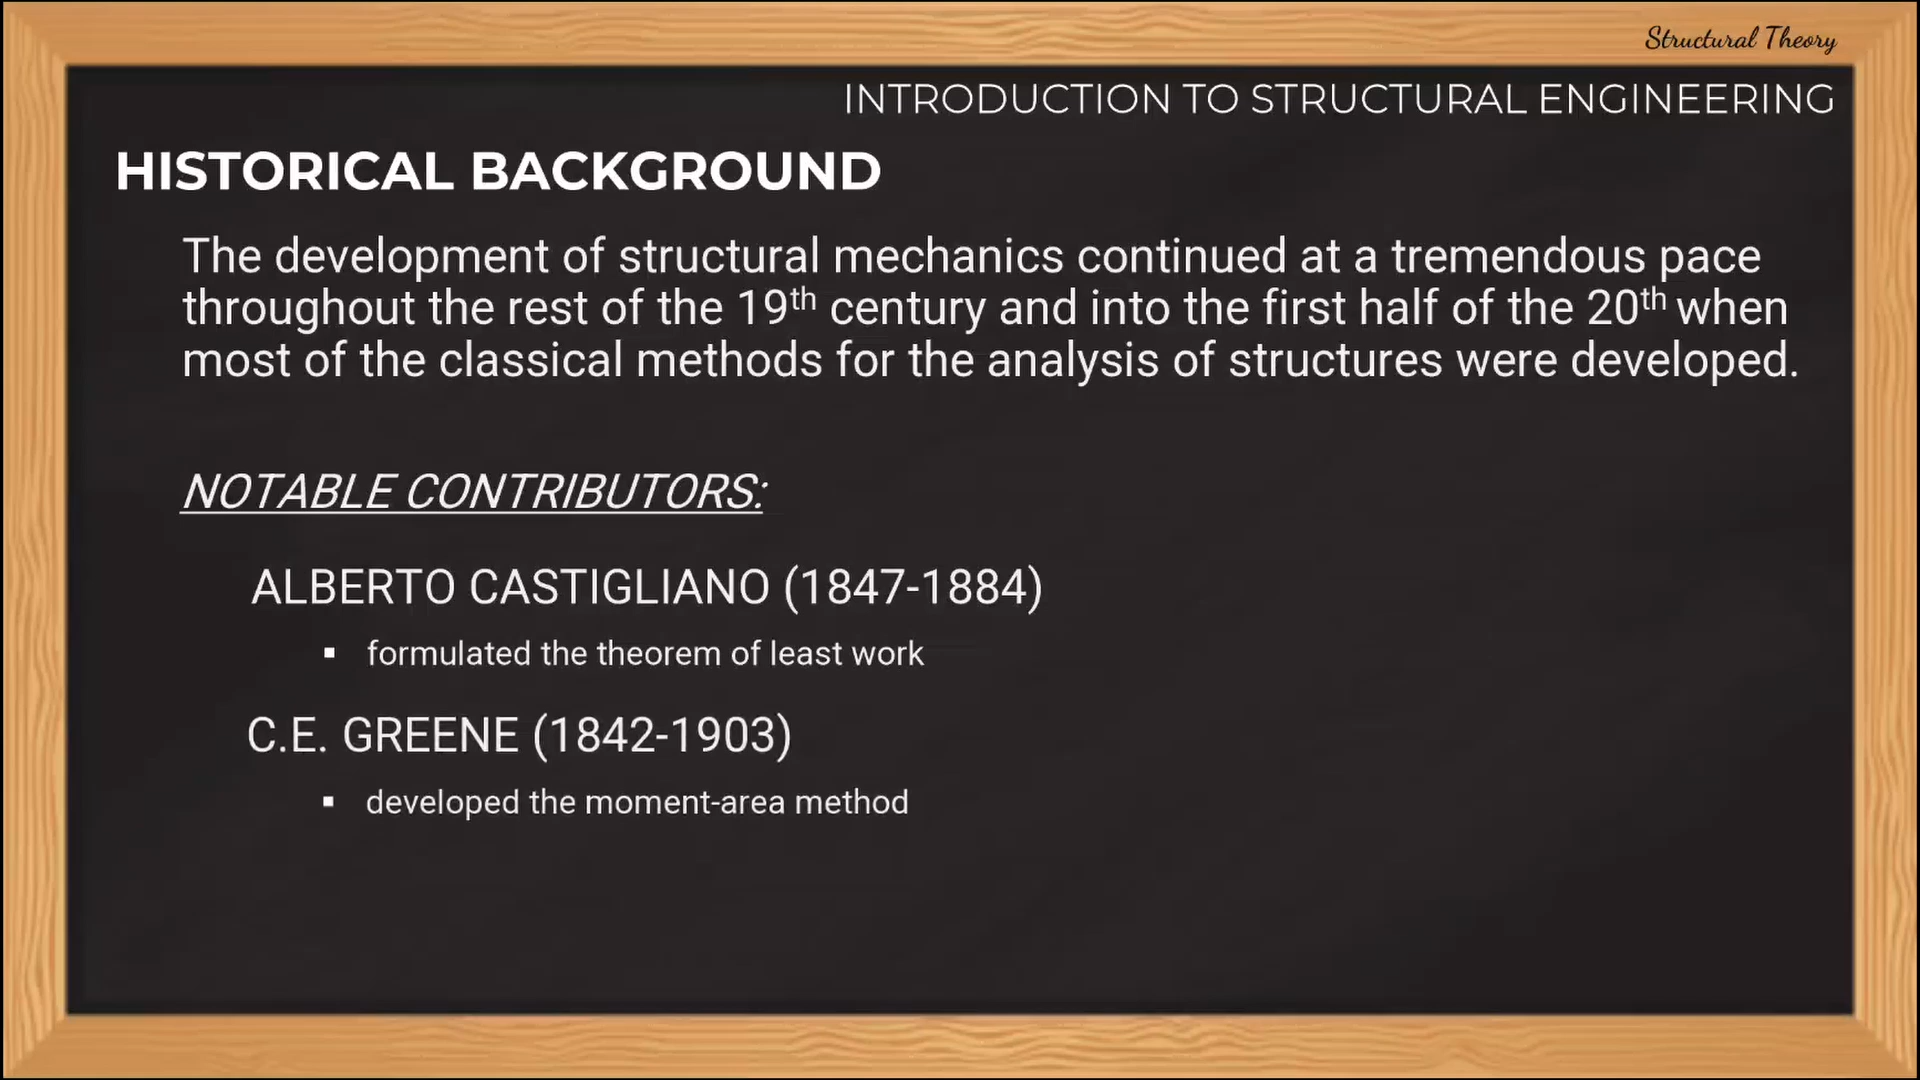 Structural Theory
INTRODUCTION TO STRUCTURAL ENGINEERING
HISTORICAL BACKGROUND
The development of structural mechanics continued at a tremendous pace
throughout the rest of the 19th century and into the first half of the 20th when
most of the classical methods for the analysis of structures were developed.
NOTABLE CONTRIBUTORS:
ALBERTO CASTIGLIANO (1847-1884)
▪ formulated the theorem of least work
C.E. GREENE (1842-1903)
▪ developed the moment-area method